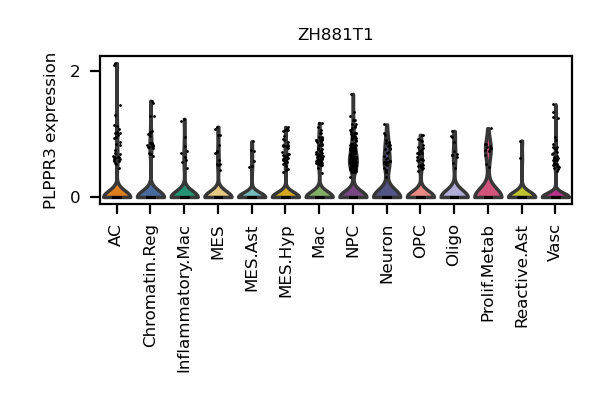 ZH881T1
PLPPR3 expression
2
0
AC
Chromatin.Reg
Inflammatory.Mac
MES
MES.Ast
MES.Hyp
Mac
NPC
Neuron
OPC
Oligo
Prolif.Metab
Reactive.Ast
Vasc